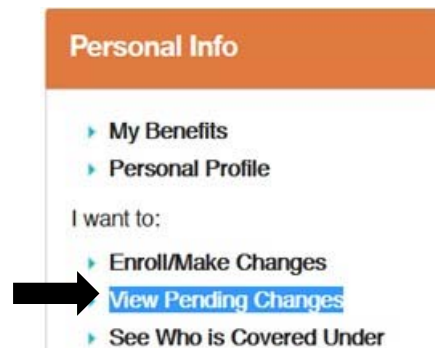 Personal Info
My Benefits
Personal Profile
I want to:
Enroll/Make Changes
View Pending Changes
See Who is Covered Under